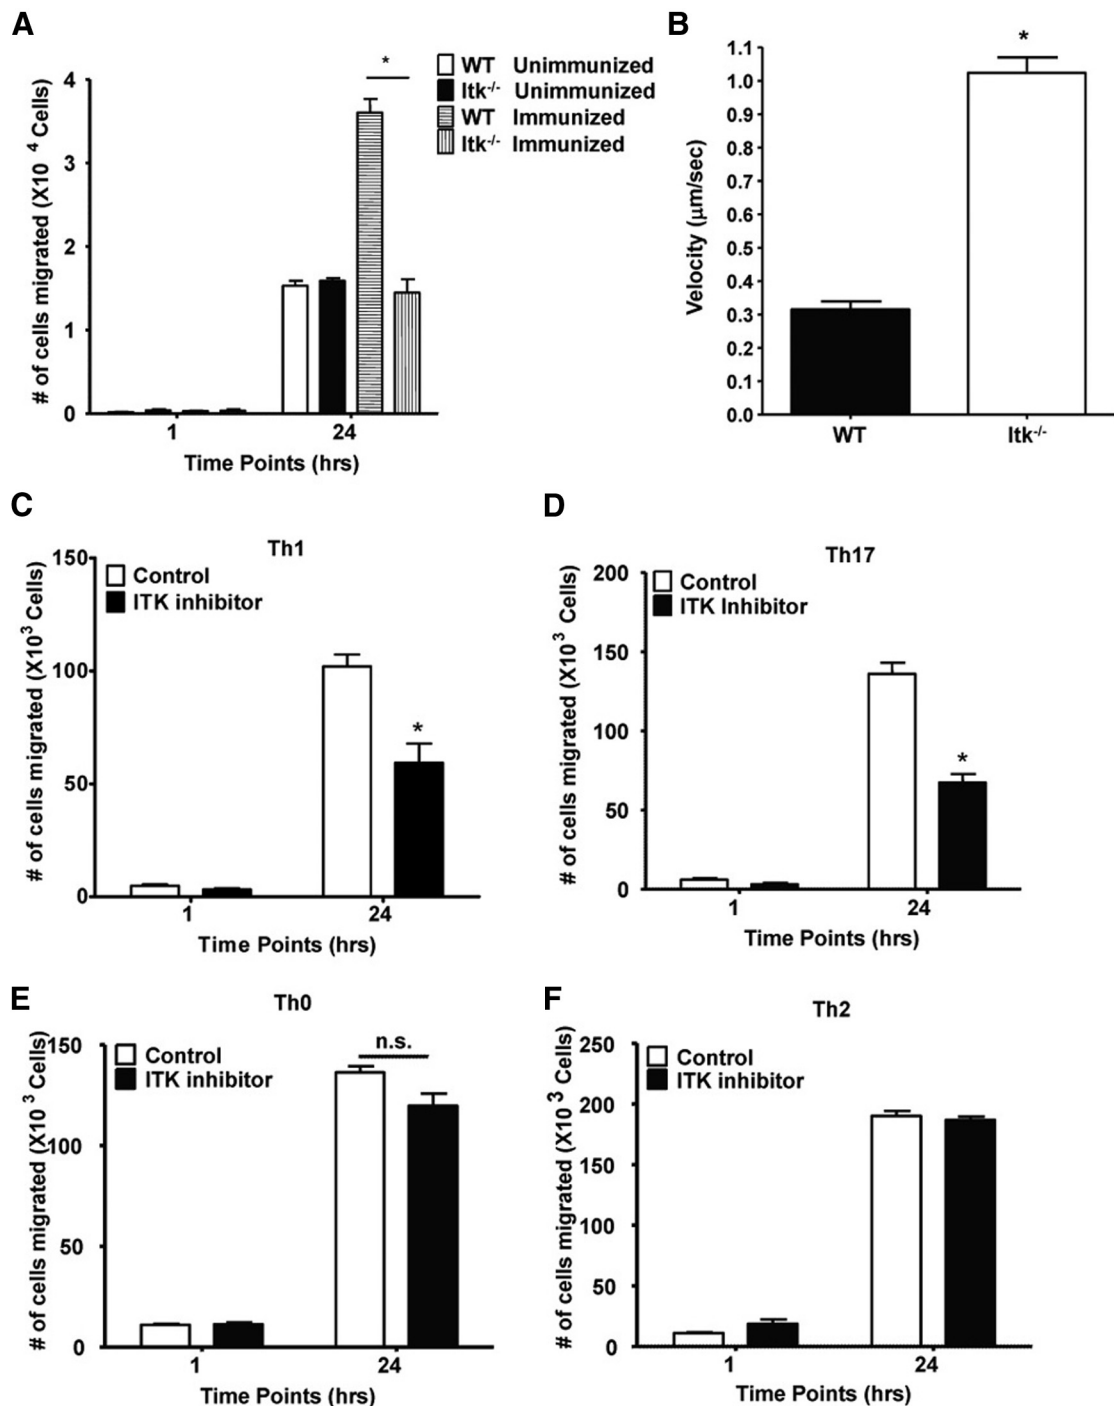 A
# of cells migrated (X10 4 Cells)
4
3
2
1
0
*
WT Unimmunized
Itk-/- Unimmunized
WT Immunized
Itk-/- Immunized
1 24
Time Points (hrs)
B
Velocity (μm/sec)
1.1
1.0
0.9
0.8
0.7
0.6
0.5
0.4
0.3
0.2
0.1
0.0
*
WT Itk-/-
C
Th1
# of cells migrated (X10³ Cells)
150
100
50
0
Control
ITK inhibitor
*
1 24
Time Points (hrs)
D
Th17
# of cells migrated (X10³ Cells)
200
150
100
50
0
Control
ITK Inhibitor
*
1 24
Time Points (hrs)
E
Th0
# of cells migrated (X10 ³ Cells)
150
100
50
0
Control
ITK inhibitor
n.s.
1 24
Time Points (hrs)
F
Th2
# of cells migrated (X10 ³ Cells)
250
200
150
100
50
0
Control
ITK inhibitor
1 24
Time Points (hrs)